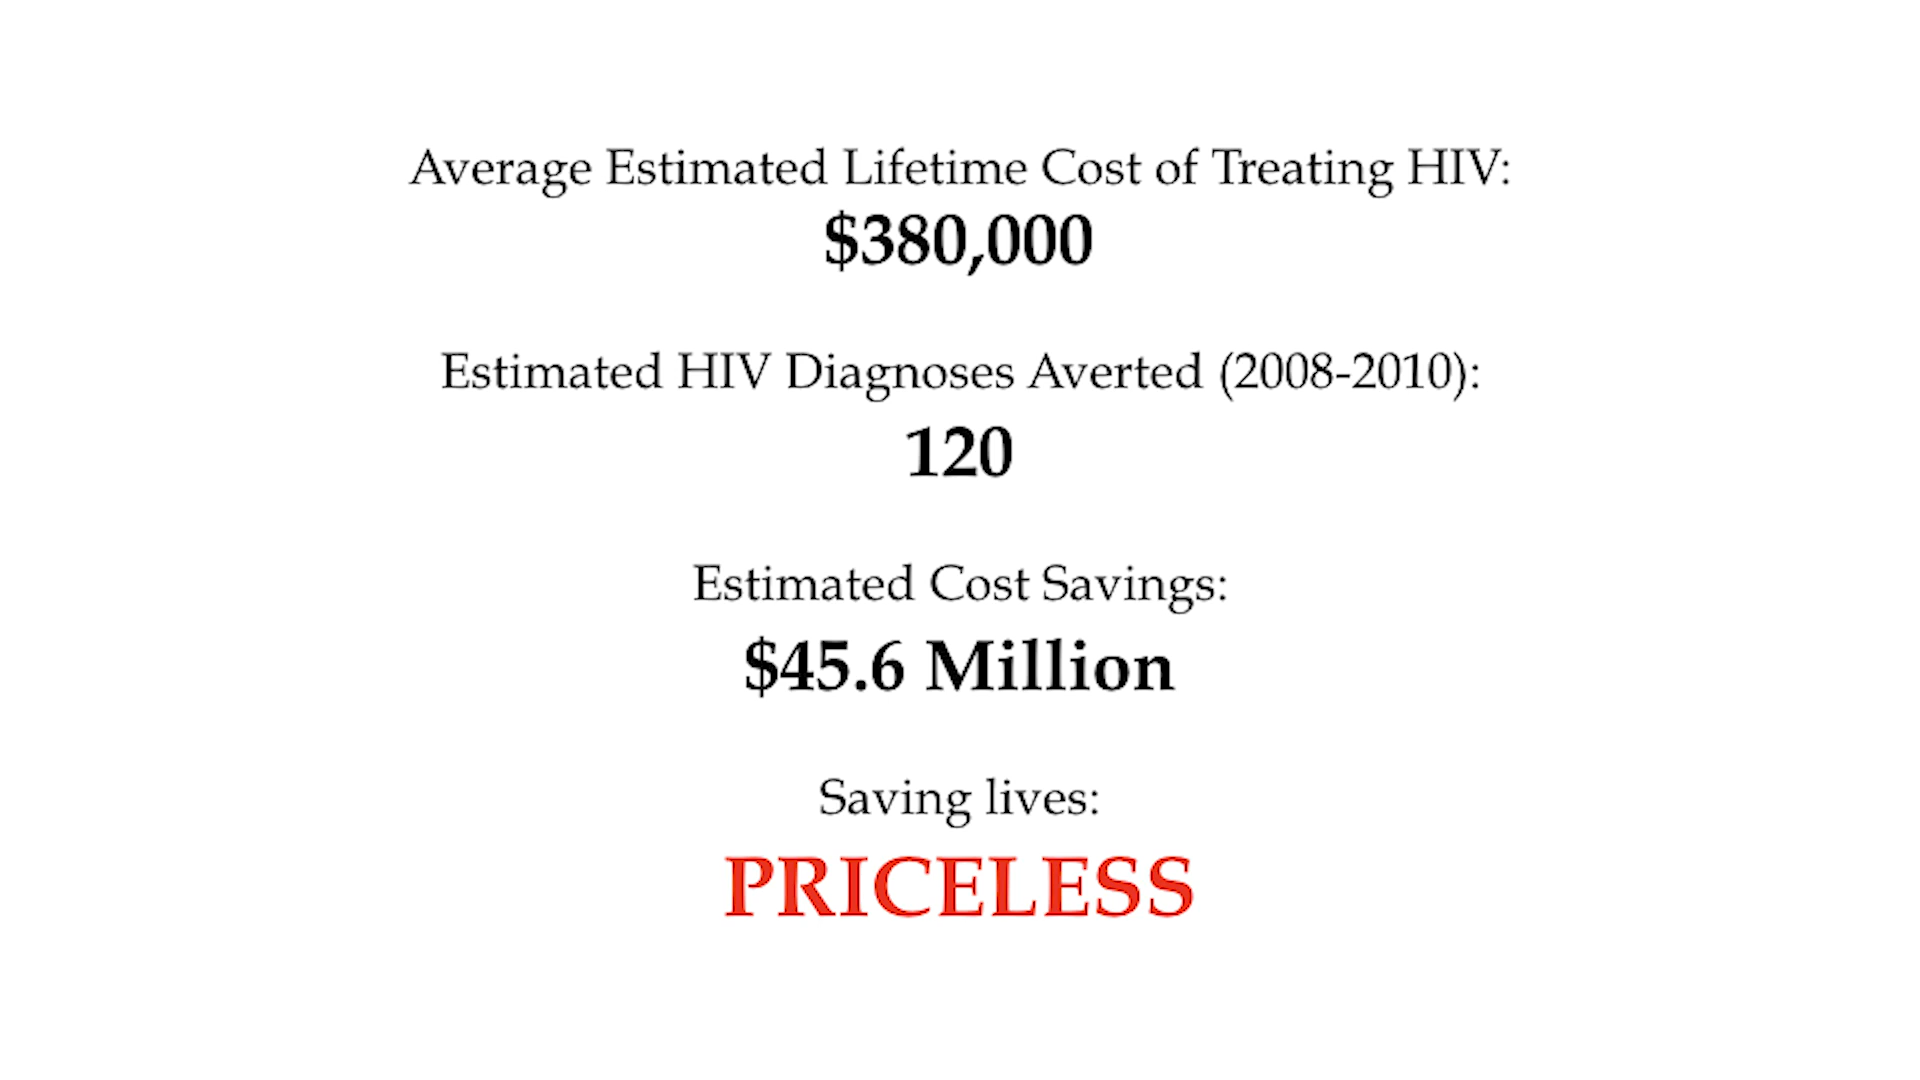 Average Estimated Lifetime Cost of Treating HIV:
$380,000
Estimated HIV Diagnoses Averted (2008-2010):
120
Estimated Cost Savings:
$45.6 Million
Saving lives:
PRICELESS